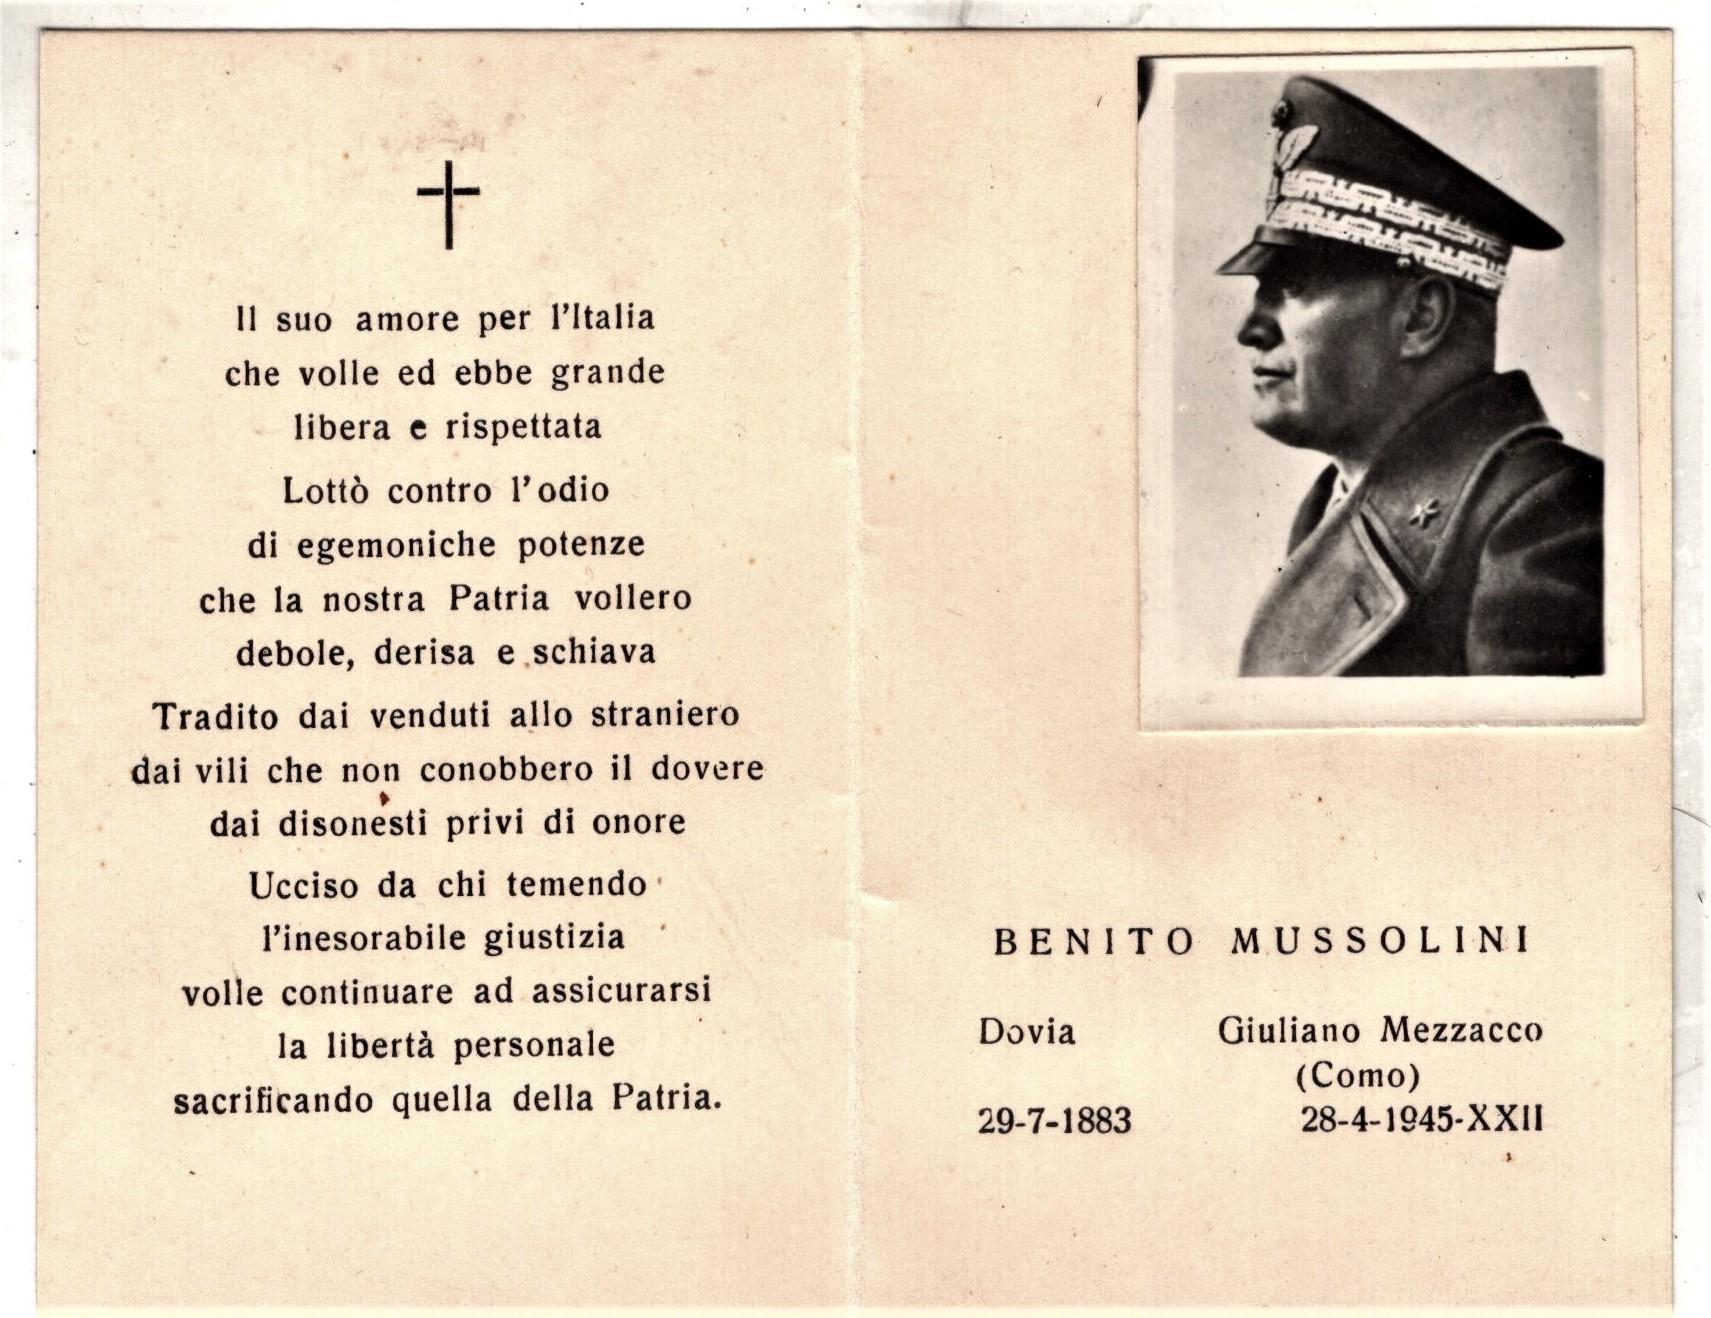 Il suo amore per l'Italia
che volle ed ebbe grande
libera e rispettata
Lottò contro l'odio
di egemoniche potenze
che la nostra Patria vollero
debole, derisa e schiava
Tradito dai venduti allo straniero
dai vili che non conobbero il dovere
dai disonesti privi di onore
Ucciso da chi temendo
l'inesorabile giustizia
volle continuare ad assicurarsi
la libertà personale
sacrificando quella della Patria.
BENITO MUSSOLINI
Dovia Giuliano Mezzacco
(Como)
29-7-1883 28-4-1945-XXII